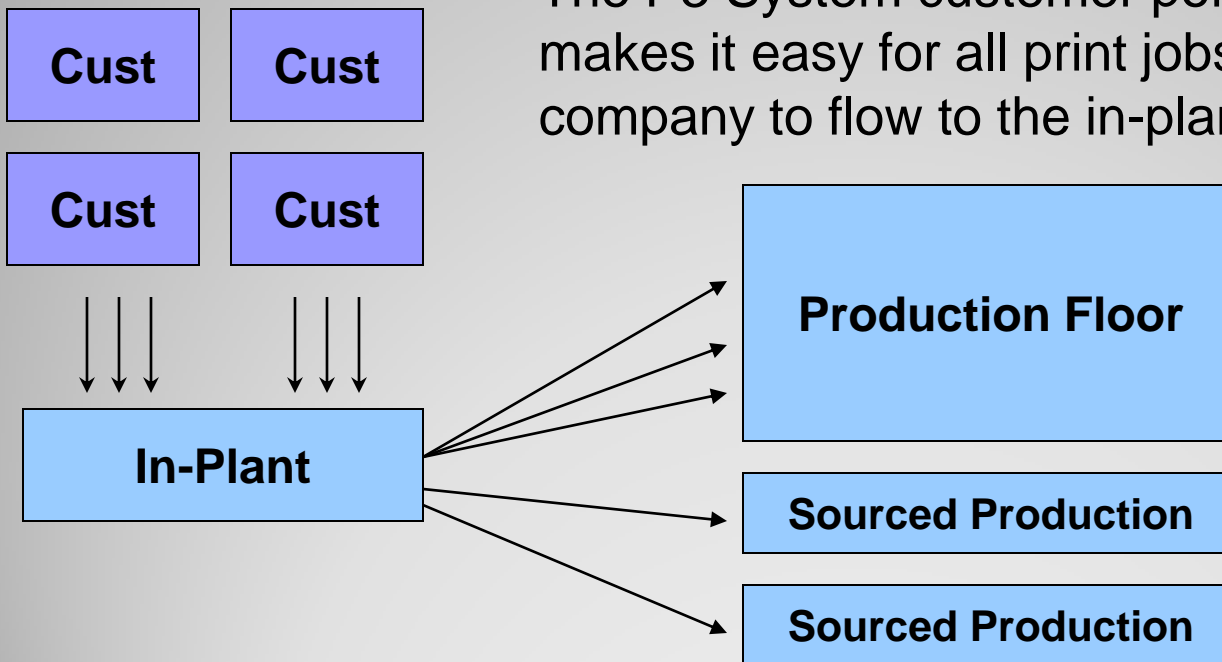 Cust Cust
makes it easy for all print jobs
company to flow to the in-plan
Cust Cust
Production Floor
In-Plant
Sourced Production
Sourced Production